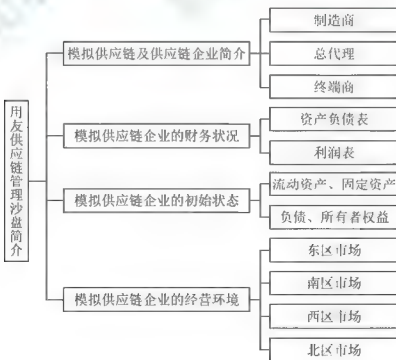 用友供应链管理沙盘简介
模拟供应链及供应链企业简介
制造商
总代理
终端商
模拟供应链企业的财务状况
资产负债表
利润表
模拟供应链企业的初始状态
流动资产、固定资产
负债、所有者权益
模拟供应链企业的经营环境
东区市场
南区市场
西区市场
北区市场